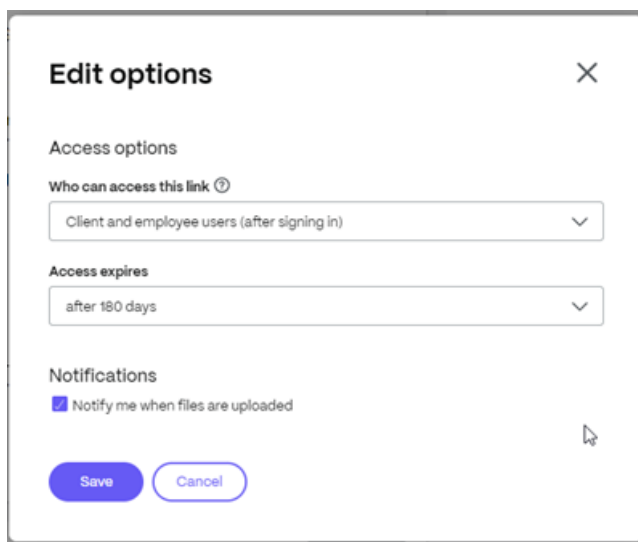 Edit options
Access options
Who can access this link
Client and employee users (after signing in)
Access expires
after 180 days
Notifications
Notify me when files are uploaded
Save
Cancel